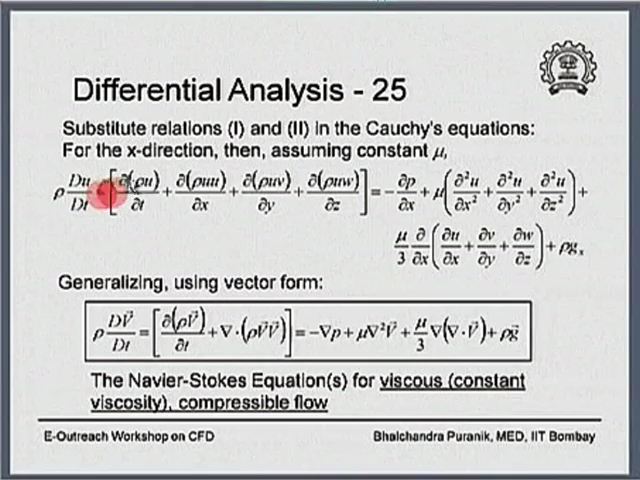 Differential Analysis - 25
Substitute relations (I) and (II) in the Cauchy's equations:
For the x-direction, then, assuming constant μ,
ρ Du/Dt = [∂(ρu)/∂t + ∂(ρuu)/∂x + ∂(ρuv)/∂y + ∂(ρuw)/∂z] = -∂p/∂x + μ(∂²u/∂x² + ∂²u/∂y² + ∂²u/∂z²) +
μ/3 ∂/∂x (∂u/∂x + ∂v/∂y + ∂w/∂z) + ρgₓ
Generalizing, using vector form:
ρ DV⃗/Dt = [∂(ρV⃗)/∂t + ∇·(ρV⃗V⃗)] = -∇p + μ∇²V⃗ + μ/3 ∇(∇·V⃗) + ρg⃗
The Navier-Stokes Equation(s) for viscous (constant
viscosity), compressible flow
E-Outreach Workshop on CFD
Bhalchandra Puranik, MED, IIT Bombay